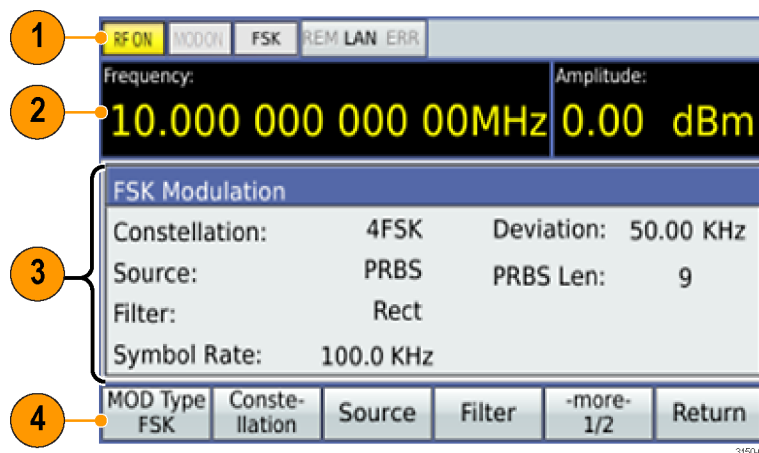 1
RF ON MOD ON FSK REM LAN ERR
Frequency: Amplitude:
2
10.000 000 000 00MHz 0.00 dBm
FSK Modulation
Constellation: 4FSK Deviation: 50.00 KHz
3
Source: PRBS PRBS Len: 9
Filter: Rect
Symbol Rate: 100.0 KHz
4
MOD Type Conste- Source Filter -more- Return
FSK llation 1/2